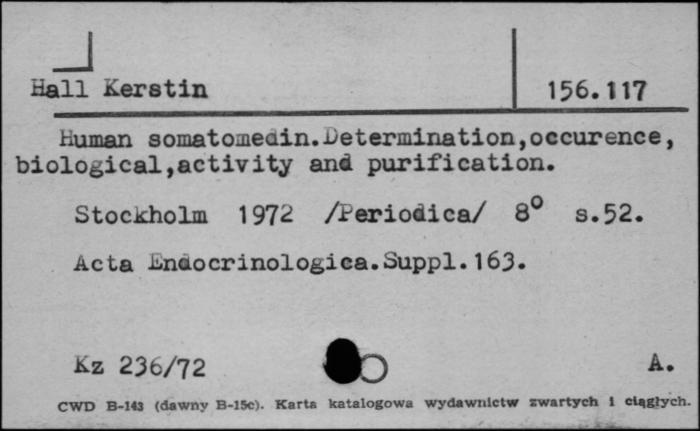 Hall Kerstin
156.117
Human somatomedin.Determination,occurence,
biological,activity and purification.
Stockholm 1972 /Periodica/ 8° s.52.
Acta Endocrinologica.Suppl.163.
Kz 236/72
A.
CWD B-143 (dawny B-15c). Karta katalogowa wydawnictw zwartych i ciągłych.